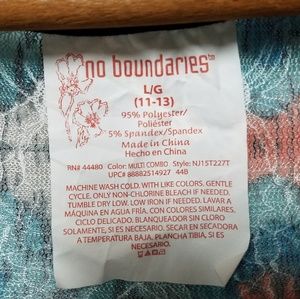 no boundaries™
L/G
(11-13)
95% Polyester/
Poliéster
5% Spandex/Spandex
Made in China
Hecho en China
RN# 44480 Color: MULTI COMBO Style: NJ15T227T
UPC# 88882514927 44B
MACHINE WASH COLD. WITH LIKE COLORS. GENTLE
CYCLE, ONLY NON-CHLORINE BLEACH IF NEEDED.
TUMBLE DRY LOW. LOW IRON IF NEEDED. LAVAR A
MÁQUINA EN AGUA FRÍA, CON COLORES SIMILARES.
CICLO DELICADO. BLANQUEADOR SIN CLORO
SOLAMENTE, SI ES NECESARIO. SECAR EN SECADORA
A TEMPERATURA BAJA. PLANCHA TIBIA, SI ES
NECESARIO.